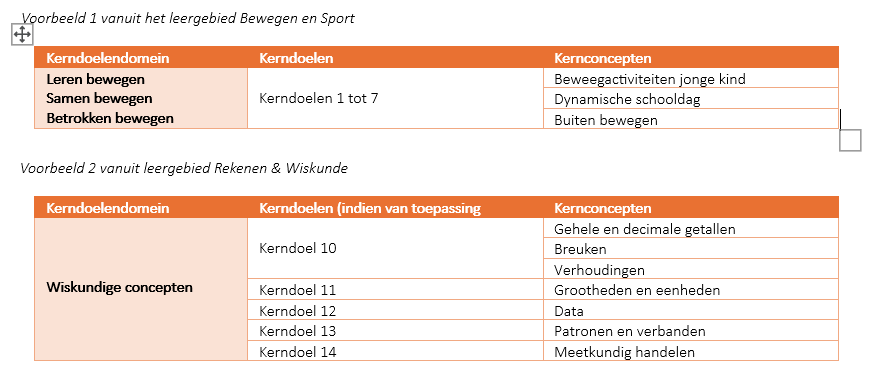 Voorbeeld 1 vanuit het leergebied Bewegen en Sport
Kerndoelendomein Kerndoelen Kernconcepten
Leren bewegen Beweegactiviteiten jonge kind
Samen bewegen Kerndoelen 1 tot 7 Dynamische schooldag
Betrokken bewegen Buiten bewegen
Voorbeeld 2 vanuit leergebied Rekenen & Wiskunde
Kerndoelendomein Kerndoelen (indien van toepassing Kernconcepten
Gehele en decimale getallen
Kerndoel 10 Breuken
Verhoudingen
Wiskundige concepten Kerndoel 11 Grootheden en eenheden
Kerndoel 12 Data
Kerndoel 13 Patronen en verbanden
Kerndoel 14 Meetkundig handelen